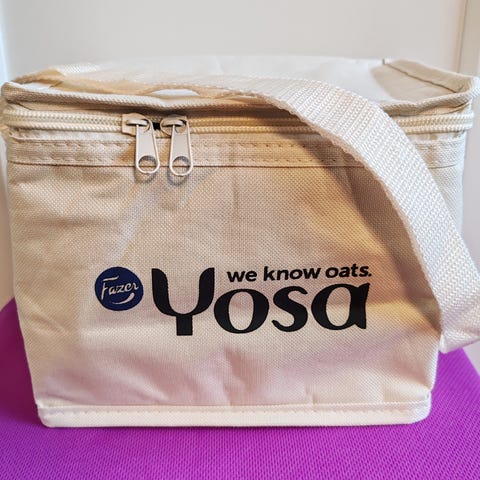 we know oats.
Fazer
Yosa